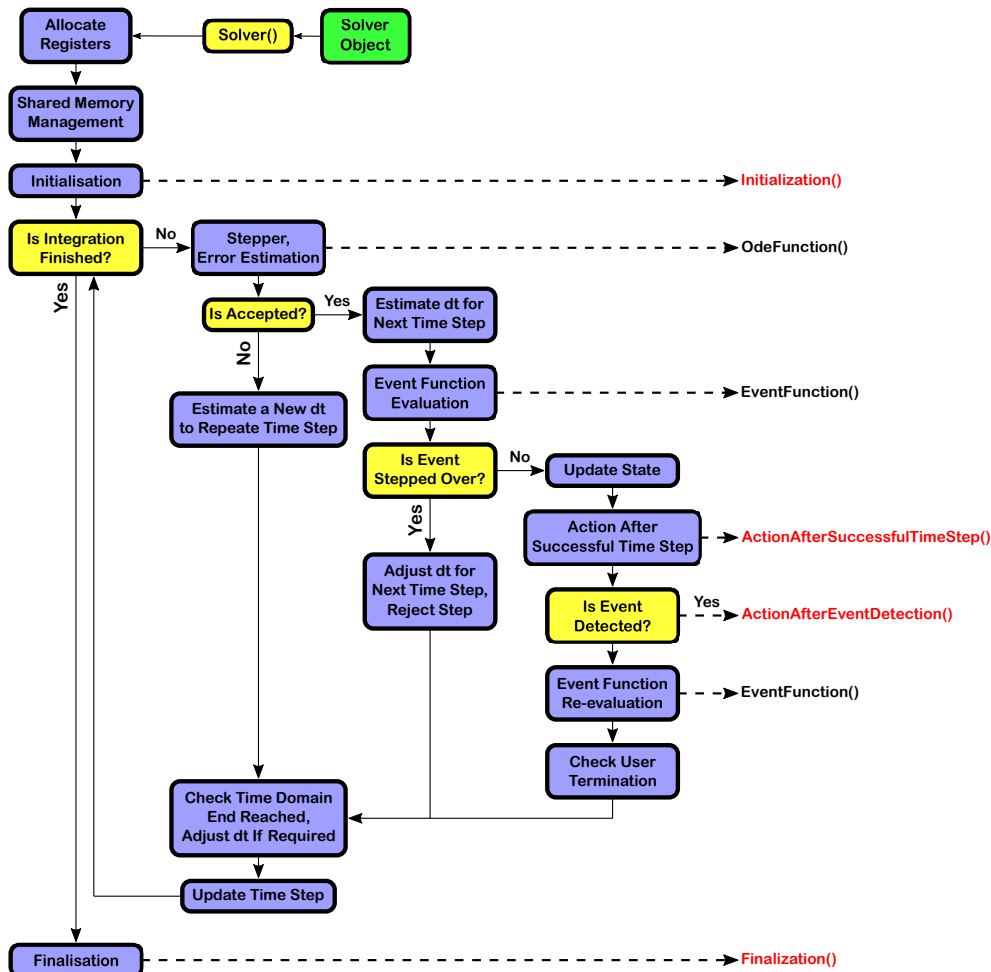 Allocate
Registers
Solver()
Solver
Object
Shared Memory
Management
Initialisation
Initialization()
Is Integration
Finished?
No
Stepper,
Error Estimation
OdeFunction()
Yes
Is Accepted?
Yes
Estimate dt for
Next Time Step
No
Event Function
Evaluation
EventFunction()
Estimate a New dt
to Repeate Time Step
Is Event
Stepped Over?
No
Update State
Yes
Action After
Successful Time Step
ActionAfterSuccessfulTimeStep()
Adjust dt for
Next Time Step,
Reject Step
Is Event
Detected?
Yes
ActionAfterEventDetection()
Event Function
Re-evaluation
EventFunction()
Check User
Termination
Check Time Domain
End Reached,
Adjust dt If Required
Update Time Step
Finalisation
Finalization()